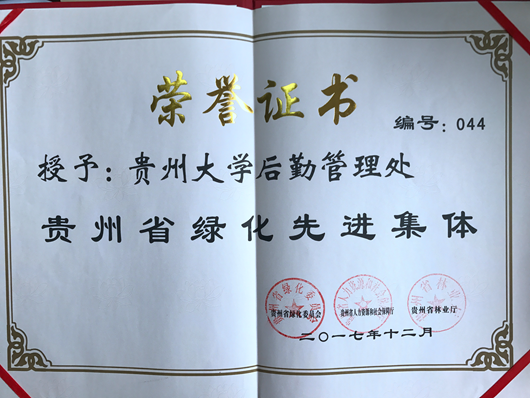 荣誉证书
编号：044
授予：贵州大学后勤管理处
贵州省绿化先进集体
贵州省绿化委员会 贵州省人力资源和社会保障厅 贵州省林业厅
二〇一七年十二月